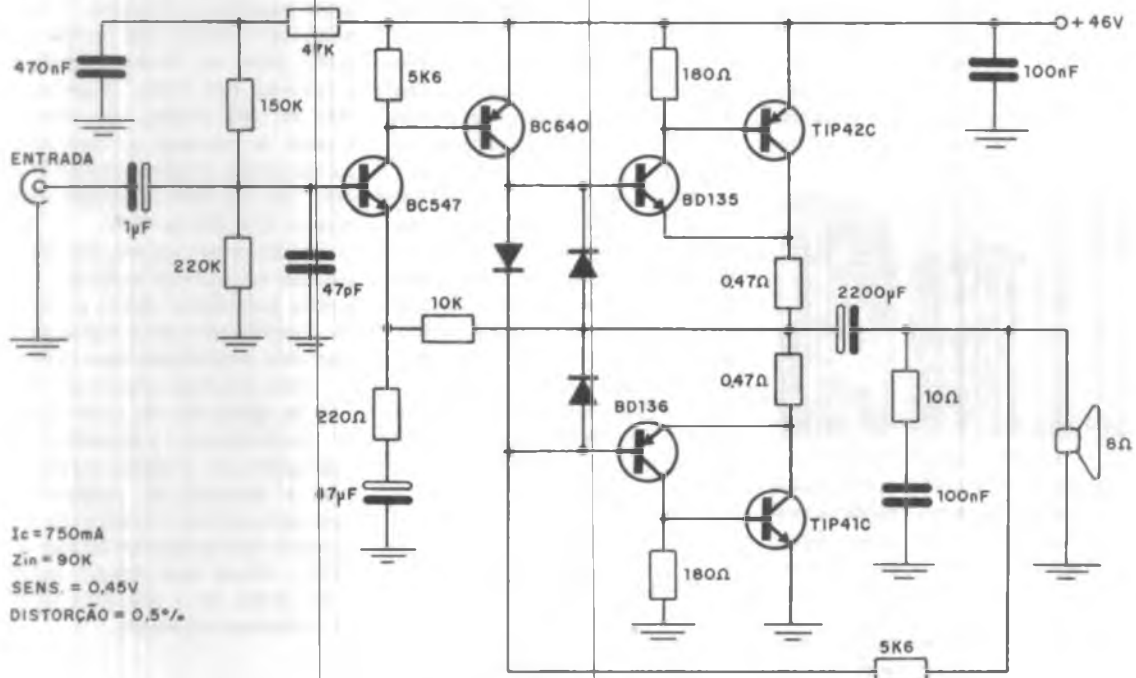 + 46V
47K
470nF
5K6
180Ω
100nF
150K
BC640
TIP42C
ENTRADA
BC547
BD135
1µF
220K
47pF
10K
0,47Ω
2200µF
0,47Ω
10Ω
BD136
220Ω
8Ω
100nF
TIP41C
Ic = 750mA
Zin = 90K
180Ω
SENS. = 0,45V
DISTORÇÃO = 0.5%
5K6